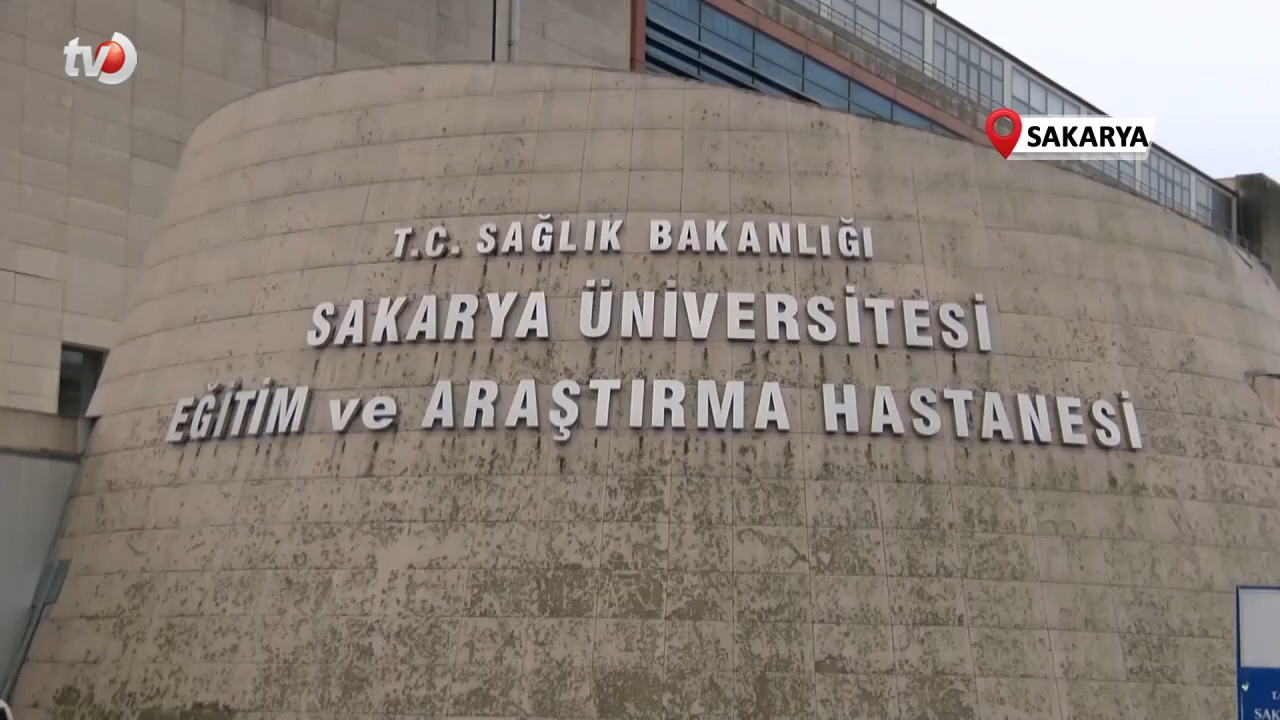 tv
SAKARYA
T.C. SAĞLIK BAKANLIĞI
SAKARYA ÜNİVERSİTESİ
EĞİTİM ve ARAŞTIRMA HASTANESİ